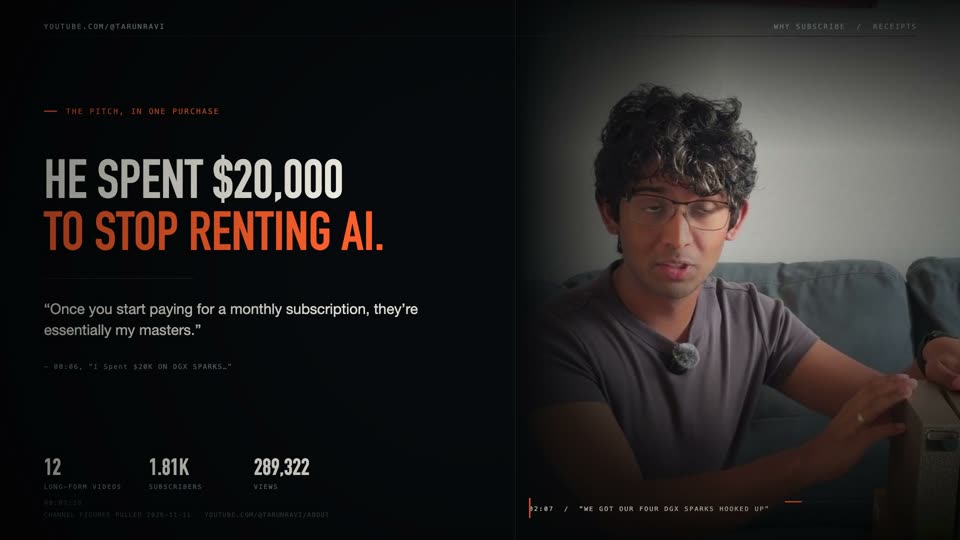 YOUTUBE.COM/@TARUNRAVI
WHY SUBSCRIBE / RECEIPTS
THE PITCH, IN ONE PURCHASE
HE SPENT $20,000
TO STOP RENTING AI.
“Once you start paying for a monthly subscription, they’re
essentially my masters.”
— 00:06, "I Spent $20K ON DGX SPARKS…"
12
LONG-FORM VIDEOS
1.81K
SUBSCRIBERS
289,322
VIEWS
CHANNEL FIGURES PULLED YOUTUBE.COM/@TARUNRAVI/ABOUT
02:07 / "WE GOT OUR FOUR DGX SPARKS HOOKED UP"